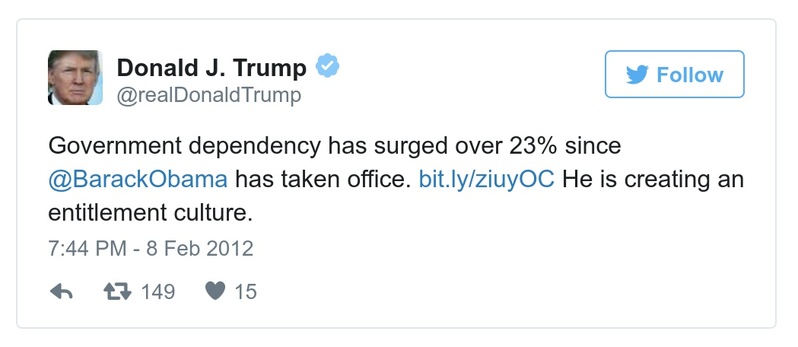 Donald J. Trump
@realDonaldTrump
Follow
Government dependency has surged over 23% since
@BarackObama has taken office. bit.ly/ziuyOC He is creating an
entitlement culture.
7:44 PM - 8 Feb 2012
149 15